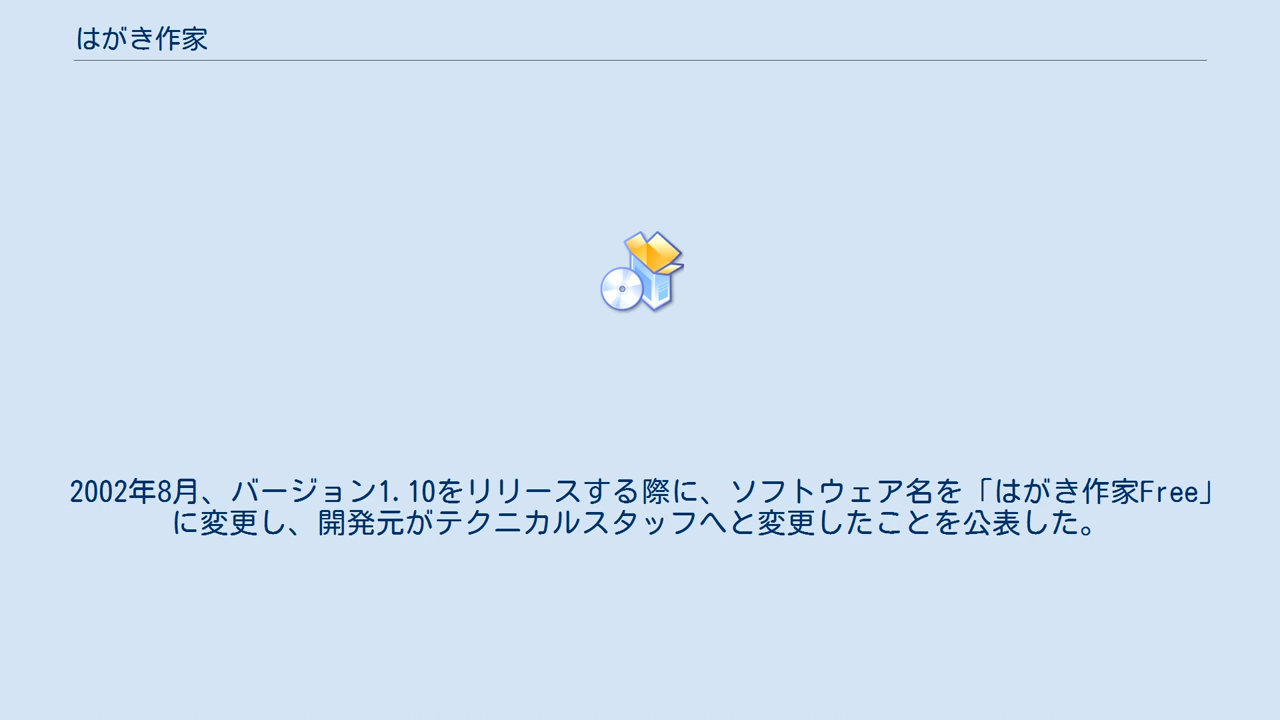 はがき作家
2002年8月、バージョン1.10をリリースする際に、ソフトウェア名を「はがき作家Free」
に変更し、開発元がテクニカルスタッフへと変更したことを公表した。